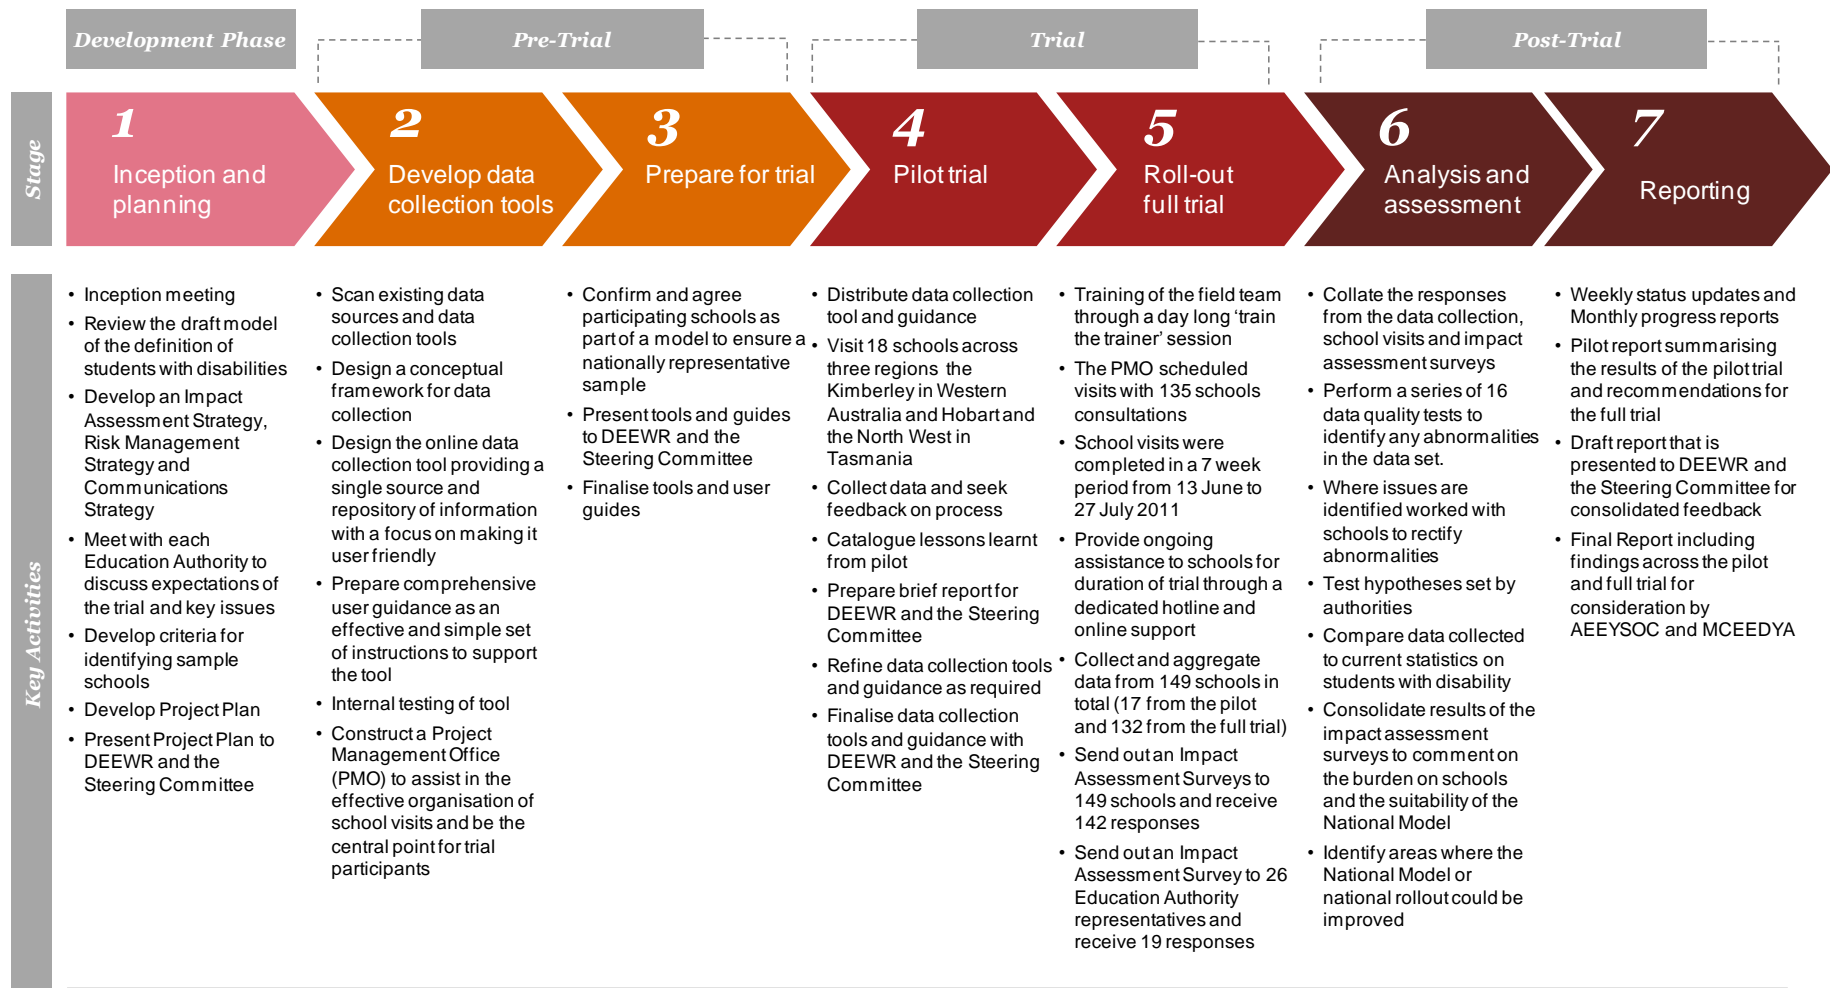 Development Phase
Pre-Trial
Trial
Post-Trial
Stage
1
Inception and
planning
2
Develop data
collection tools
3
Prepare for trial
4
Pilot trial
5
Roll-out
full trial
6
Analysis and
assessment
7
Reporting
Key Activities
• Inception meeting
• Review the draft model
of the definition of
students with disabilities
• Develop an Impact
Assessment Strategy,
Risk Management
Strategy and
Communications
Strategy
• Meet with each
Education Authority to
discuss expectations of
the trial and key issues
• Develop criteria for
identifying sample
schools
• Develop Project Plan
• Present Project Plan to
DEEWR and the
Steering Committee
• Scan existing data
sources and data
collection tools
• Design a conceptual
framework for data
collection
• Design the online data
collection tool providing a
single source and
repository of information
with a focus on making it
user friendly
• Prepare comprehensive
user guidance as an
effective and simple set
of instructions to support
the tool
• Internal testing of tool
• Construct a Project
Management Office
(PMO) to assist in the
effective organisation of
school visits and be the
central point for trial
participants
• Confirm and agree
participating schools as
part of a model to ensure a
nationally representative
sample
• Present tools and guides
to DEEWR and the
Steering Committee
• Finalise tools and user
guides
• Distribute data collection
tool and guidance
• Visit 18 schools across
three regions the
Kimberley in Western
Australia and Hobart and
the North West in
Tasmania
• Collect data and seek
feedback on process
• Catalogue lessons learnt
from pilot
• Prepare brief report for
DEEWR and the Steering
Committee
• Refine data collection tools
and guidance as required
• Finalise data collection
tools and guidance with
DEEWR and the Steering
Committee
• Training of the field team
through a day long ‘train
the trainer’ session
• The PMO scheduled
visits with 135 schools
consultations
• School visits were
completed in a 7 week
period from 13 June to
27 July 2011
• Provide ongoing
assistance to schools for
duration of trial through a
dedicated hotline and
online support
• Collect and aggregate
data from 149 schools in
total (17 from the pilot
and 132 from the full trial)
• Send out an Impact
Assessment Surveys to
149 schools and receive
142 responses
• Send out an Impact
Assessment Survey to 26
Education Authority
representatives and
receive 19 responses
• Collate the responses
from the data collection,
school visits and impact
assessment surveys
• Perform a series of 16
data quality tests to
identify any abnormalities
in the data set.
• Where issues are
identified worked with
schools to rectify
abnormalities
• Test hypotheses set by
authorities
• Compare data collected
to current statistics on
students with disability
• Consolidate results of the
impact assessment
surveys to comment on
the burden on schools
and the suitability of the
National Model
• Identify areas where the
National Model or
national rollout could be
improved
• Weekly status updates and
Monthly progress reports
• Pilot report summarising
the results of the pilot trial
and recommendations for
the full trial
• Draft report that is
presented to DEEWR and
the Steering Committee for
consolidated feedback
• Final Report including
findings across the pilot
and full trial for
consideration by
AEEYSOC and MCEEDYA